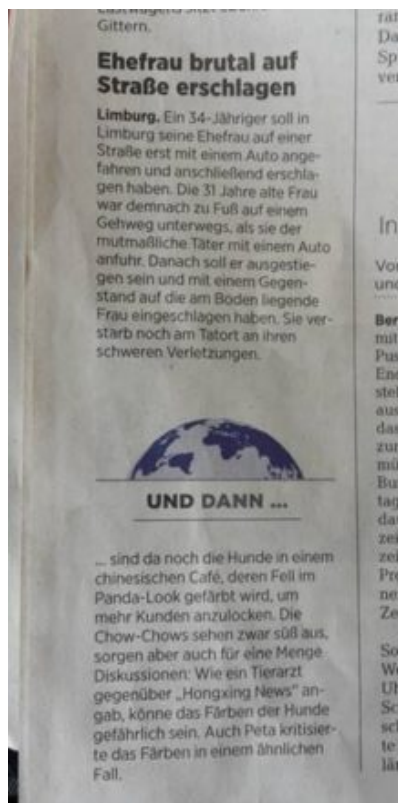 Gittern.
Ehefrau brutal auf
Straße erschlagen
Limburg. Ein 34-Jähriger soll in
Limburg seine Ehefrau auf einer
Straße erst mit einem Auto ange-
fahren und anschließend erschla-
gen haben. Die 31 Jahre alte Frau
war demnach zu Fuß auf einem
Gehweg unterwegs, als sie der
mutmaßliche Täter mit einem Auto
anfuhr. Danach soll er ausgestie-
gen sein und mit einem Gegen-
stand auf die am Boden liegende
Frau eingeschlagen haben. Sie ver-
starb noch am Tatort an ihren
schweren Verletzungen.
UND DANN ...
... sind da noch die Hunde in einem
chinesischen Café, deren Fell im
Panda-Look gefärbt wird, um
mehr Kunden anzulocken. Die
Chow-Chows sehen zwar süß aus,
sorgen aber auch für eine Menge
Diskussionen: Wie ein Tierarzt
gegenüber „Hongxing News" an-
gab, könne das Färben der Hunde
gefährlich sein. Auch Peta kritisier-
te das Färben in einem ähnlichen
Fall.